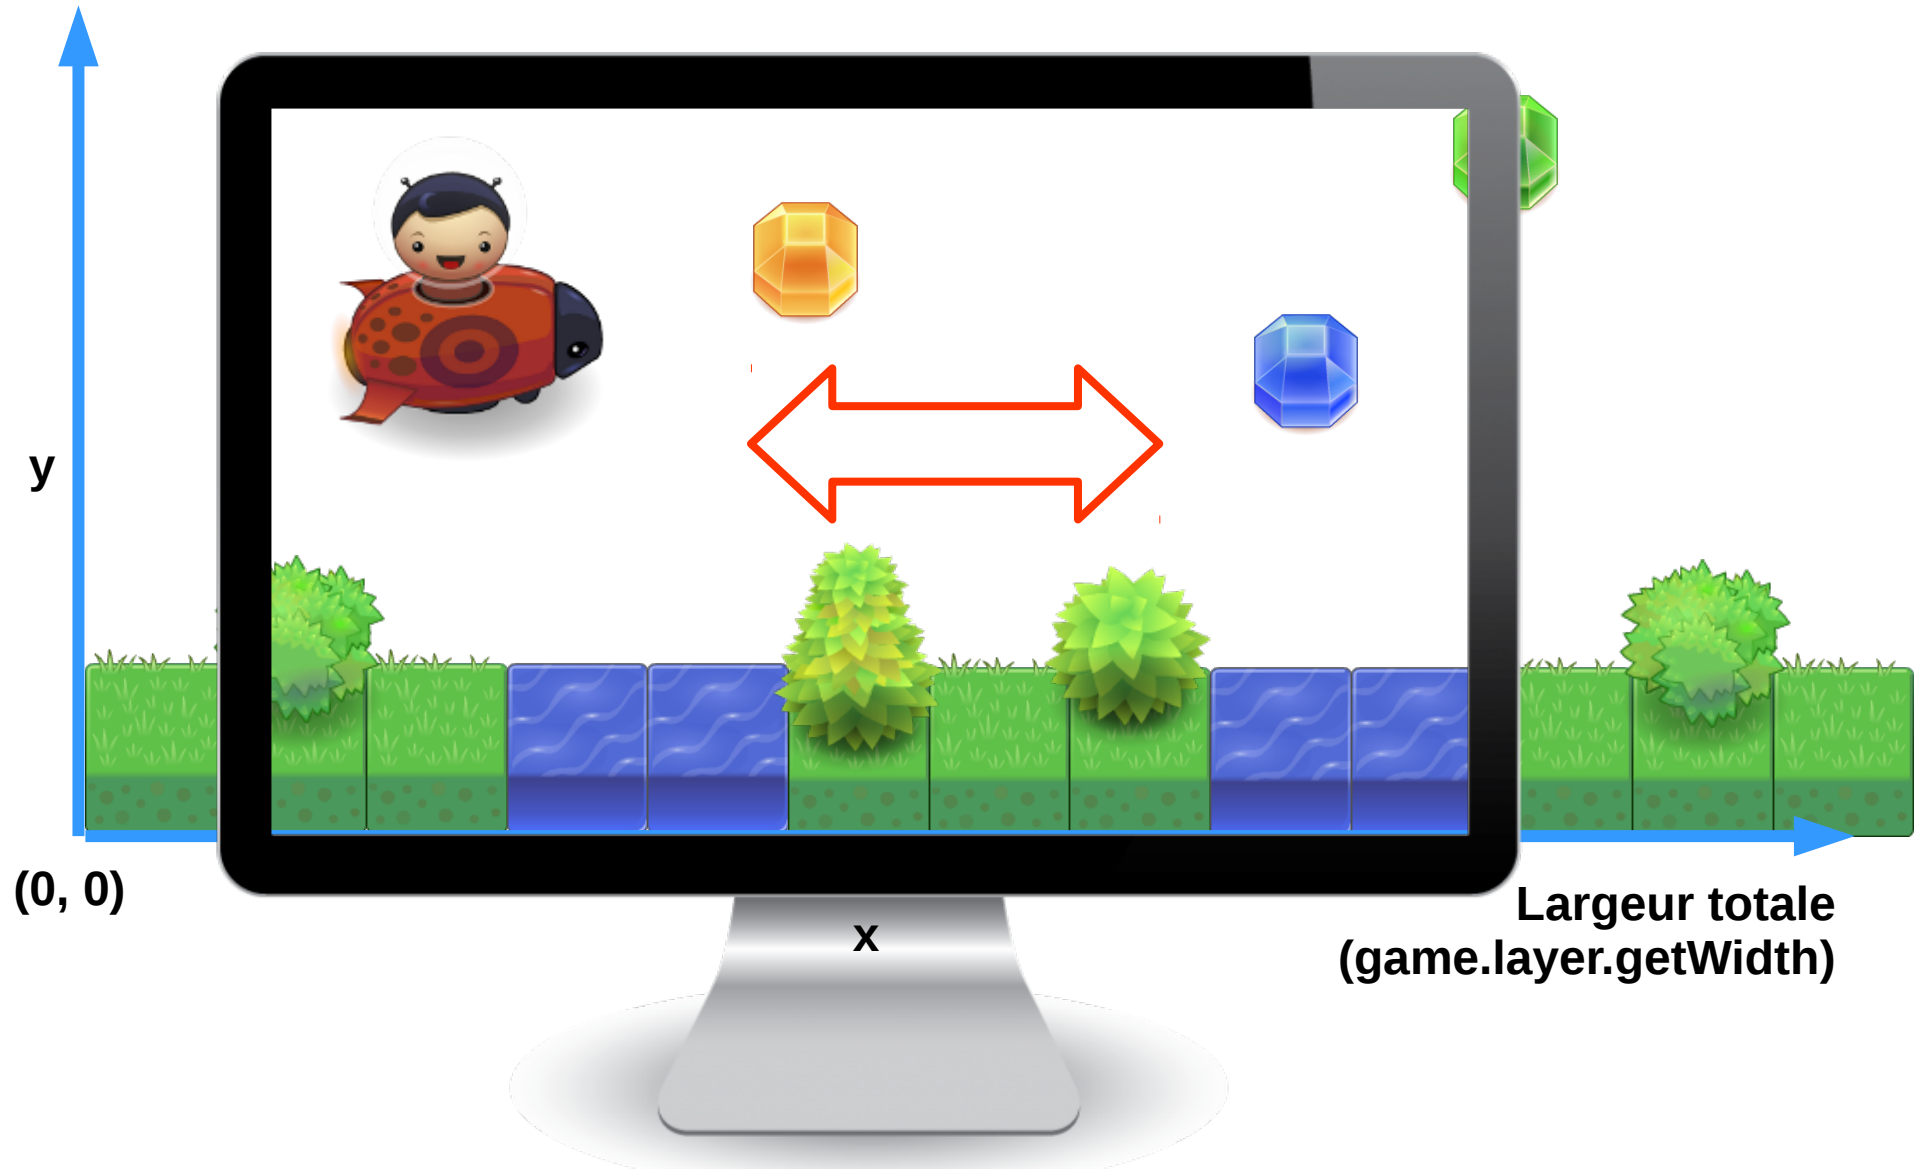 y
(0, 0)
x
Largeur totale
(game.layer.getWidth)